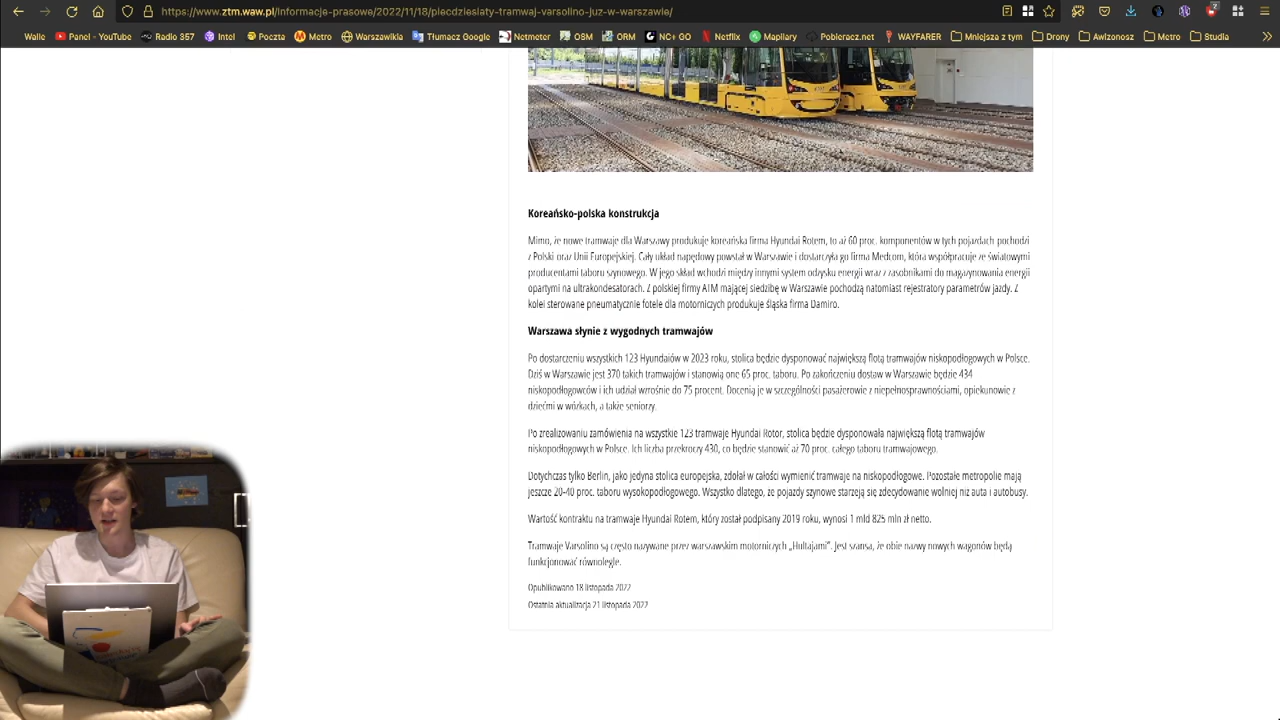 https://www.ztm.waw.pl/informacje-prasowe/2022/11/18/piecdziesiaty-tramwaj-varsolino-juz-w-warszawie/
Walle Panel - YouTube Radio 357 Intel Poczta Metro Warszawikia Tłumacz Google Netmeter OSM ORM NC+ GO Netflix Mapilary Pobieracz.net WAYFARER Mniejsza z tym Drony Awizonosz Metro Studia
Koreańsko-polska konstrukcja
Mimo, że nowe tramwaje dla Warszawy produkuje koreańska firma Hyundai Rotem, to aż 60 proc. komponentów w tych pojazdach pochodzi
z Polski oraz Unii Europejskiej. Cały układ napędowy powstał w Warszawie i dostarczyła go firma Medcom, która współpracuje ze światowymi
producentami taboru szynowego. W jego skład wchodzi między innymi system odzysku energii wraz z zasobnikami do magazynowania energii
opartymi na ultrakondesatorach. Z polskiej firmy ATM mającej siedzibę w Warszawie pochodzą natomiast rejestratory parametrów jazdy. Z
kolei sterowane pneumatycznie fotele dla motorniczych produkuje śląska firma Damiro.
Warszawa słynie z wygodnych tramwajów
Po dostarczeniu wszystkich 123 Hyundaiów w 2023 roku, stolica będzie dysponować największą flotą tramwajów niskopodłogowych w Polsce.
Dziś w Warszawie jest 370 takich tramwajów i stanowią one 65 proc. taboru. Po zakończeniu dostaw w Warszawie będzie 434
niskopodłogowców i ich udział wzrośnie do 75 procent. Docenią je w szczególności pasażerowie z niepełnosprawnościami, opiekunowie z
dziećmi w wózkach, a także seniorzy.
Po zrealizowaniu zamówienia na wszystkie 123 tramwaje Hyundai Rotor, stolica będzie dysponowała największą flotą tramwajów
niskopodłogowych w Polsce. Ich liczba przekroczy 430, co będzie stanowić aż 70 proc. całego taboru tramwajowego.
Dotychczas tylko Berlin, jako jedyna stolica europejska, zdołał w całości wymienić tramwaje na niskopodłogowe. Pozostałe metropolie mają
jeszcze 20-40 proc. taboru wysokopodłogowego. Wszystko dlatego, że pojazdy szynowe starzeją się zdecydowanie wolniej niż auta i autobusy.
Wartość kontraktu na tramwaje Hyundai Rotem, który został podpisany 2019 roku, wynosi 1 mld 825 mln zł netto.
Tramwaje Varsolino są często nazywane przez warszawskim motorniczych „Hultajami”. Jest szansa, że obie nazwy nowych wagonów będą
funkcjonować równolegle.
Opublikowano 18 listopada 2022
Ostatnia aktualizacja 21 listopada 2022